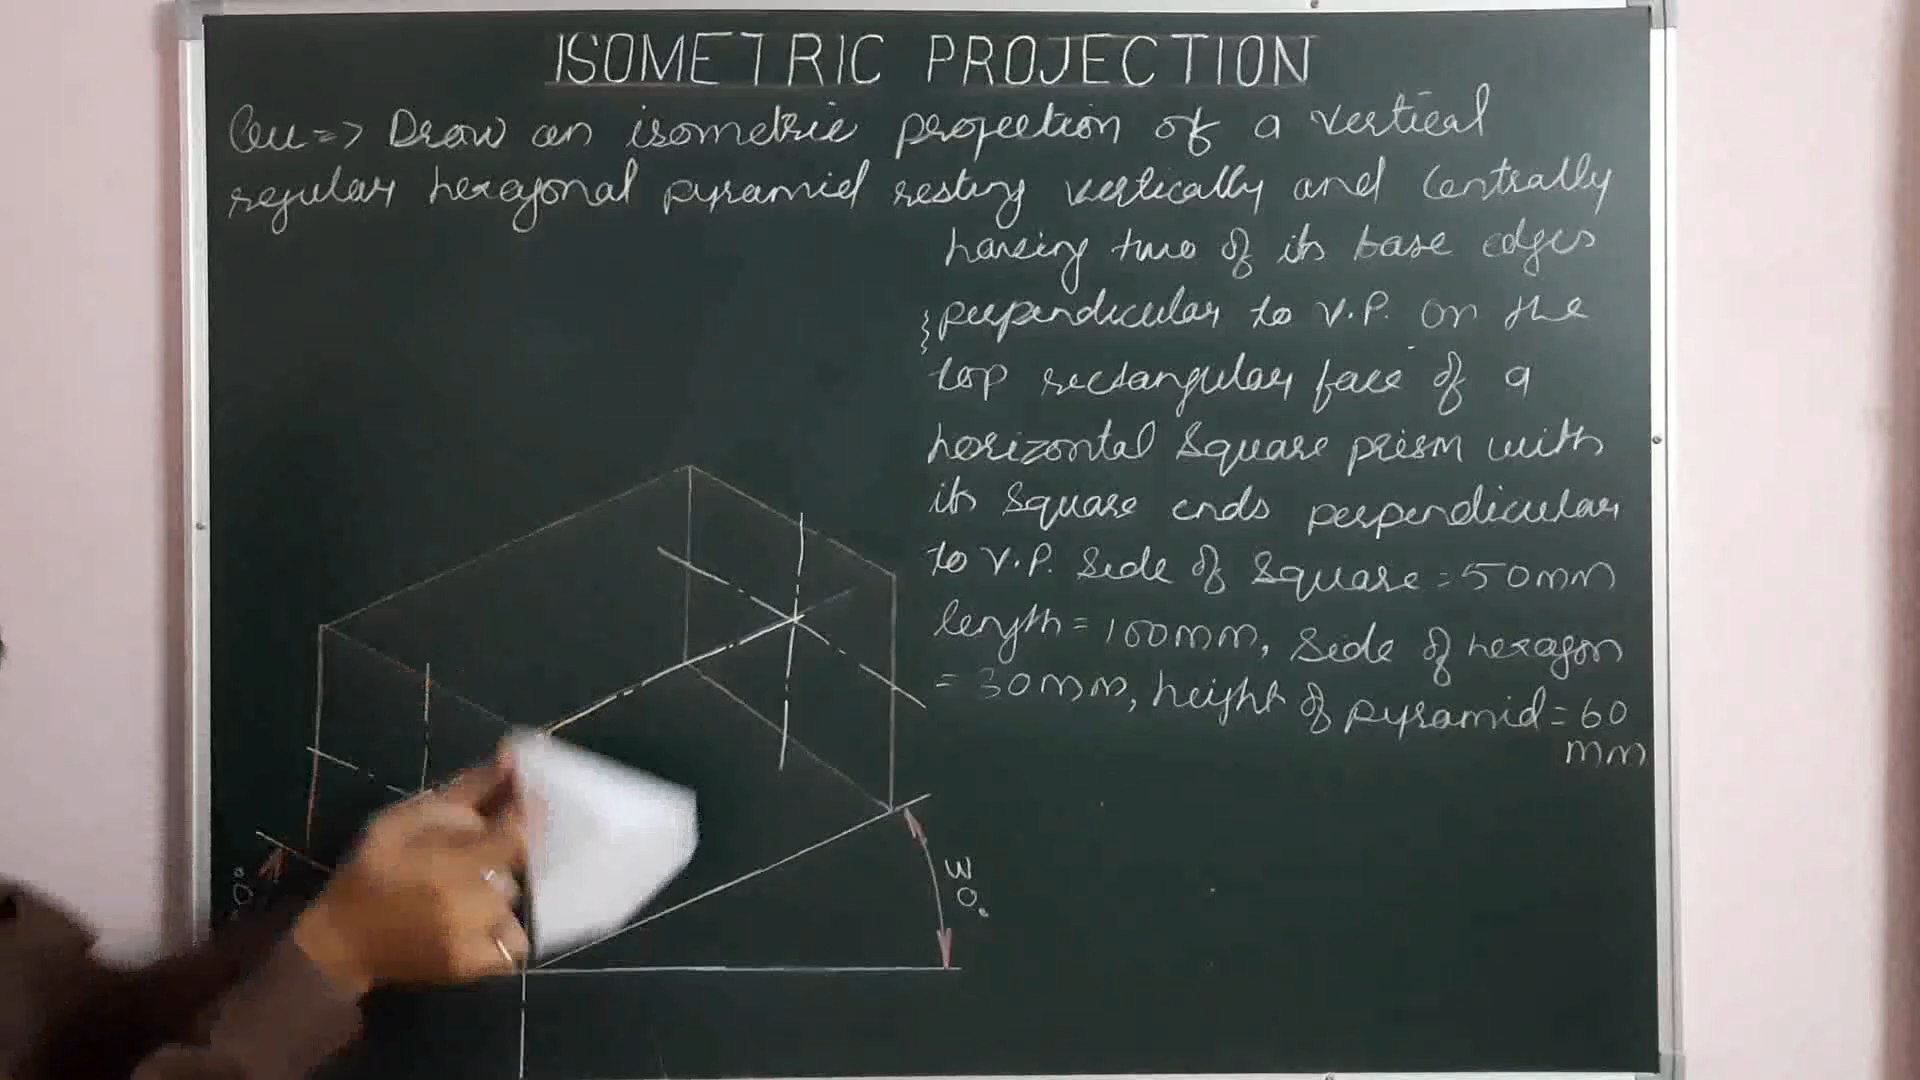 ISOMETRIC PROJECTION
Qu => Draw an isometric projection of a vertical
regular hexagonal pyramid resting vertically and centrally
having two of its base edges
perpendicular to V.P. on the
top rectangular face of a
horizontal square prism with
its square ends perpendicular
to V.P. Side of square = 50mm
length = 100mm, Side of hexagon
= 30mm, height of pyramid = 60
mm
30°
0°